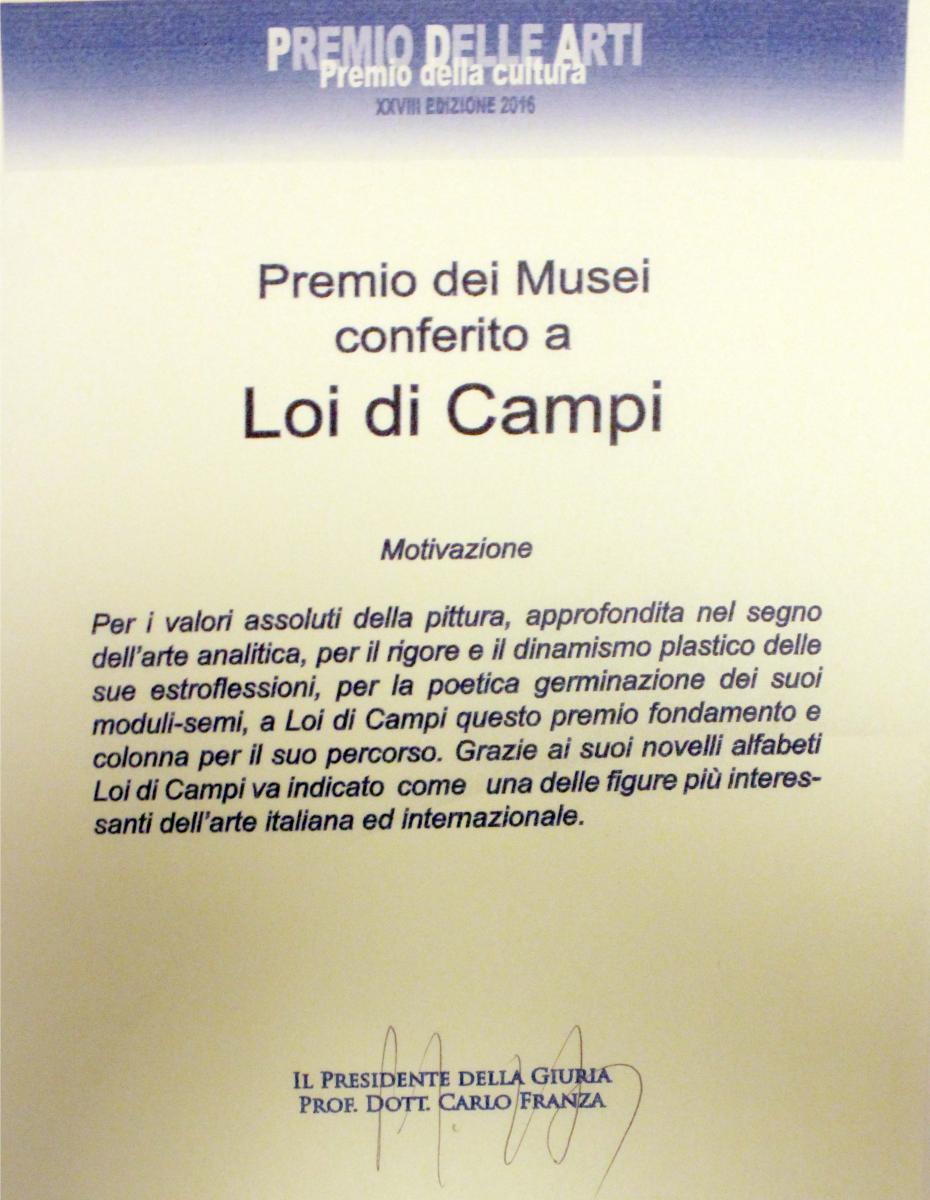 PREMIO DELLE ARTI
Premio della cultura
XXVIII EDIZIONE 2016
Premio dei Musei
conferito a
Loi di Campi
Motivazione
Per i valori assoluti della pittura, approfondita nel segno
dell'arte analitica, per il rigore e il dinamismo plastico delle
sue estroflessioni, per la poetica germinazione dei suoi
moduli-semi, a Loi di Campi questo premio fondamento e
colonna per il suo percorso. Grazie ai suoi novelli alfabeti
Loi di Campi va indicato come una delle figure più interes-
santi dell'arte italiana ed internazionale.
IL PRESIDENTE DELLA GIURIA
PROF. DOTT. CARLO FRANZA